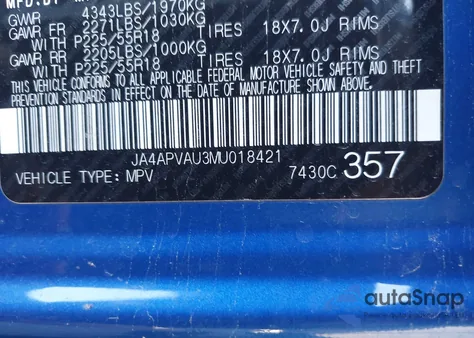 GVWR 4343LBS/1970KG
GAWR FR 2271LBS/1030KG
WITH P225/55R18 TIRES 18X7.0J RIMS
GAWR RR 2205LBS/1000KG
WITH P225/55R18 TIRES 18X7.0J RIMS
THIS VEHICLE CONFORMS TO ALL APPLICABLE FEDERAL MOTOR VEHICLE SAFETY AND THEFT
PREVENTION STANDARDS IN EFFECT ON THE DATE OF MANUFACTURE SHOWN ABOVE.
JA4APVAU3MU018421
VEHICLE TYPE: MPV 7430C 357
autoSnap